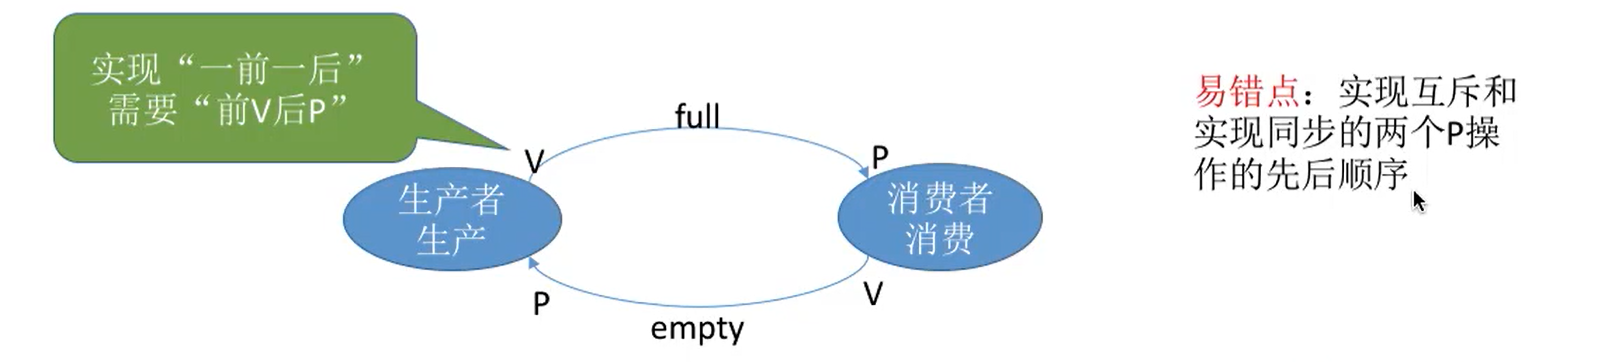 实现“一前一后”
需要“前V后P”
full
V
P
生产者
生产
消费者
消费
P
V
empty
易错点：实现互斥和
实现同步的两个P操
作的先后顺序